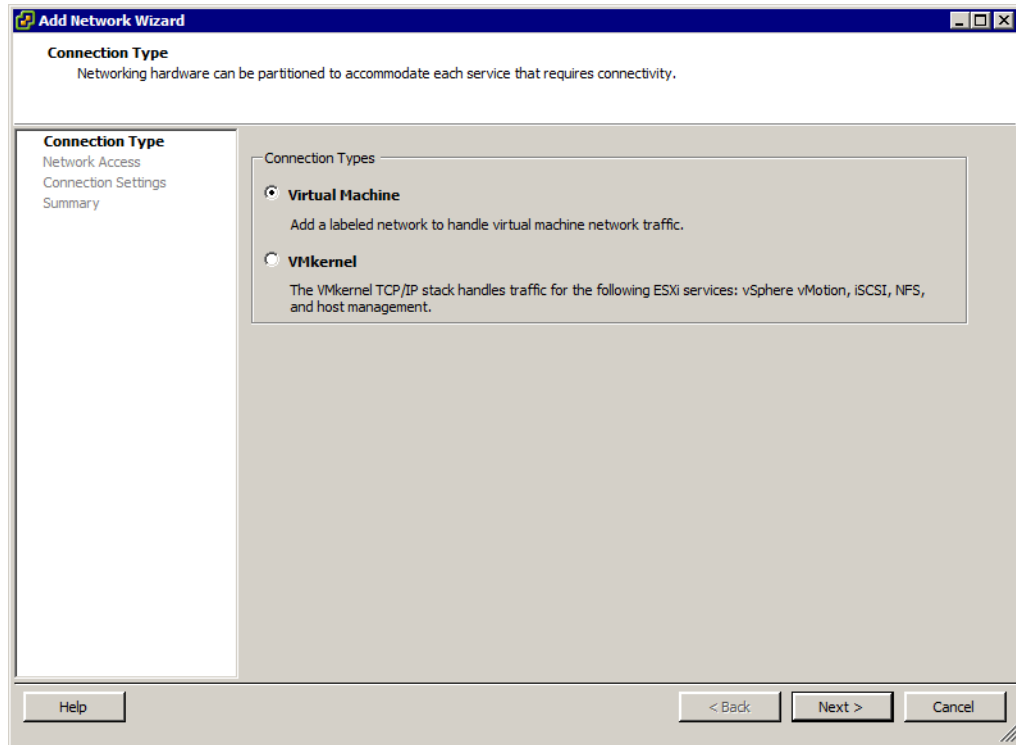 Add Network Wizard
Connection Type
Networking hardware can be partitioned to accommodate each service that requires connectivity.
Connection Type
Network Access
Connection Settings
Summary
Connection Types
Virtual Machine
Add a labeled network to handle virtual machine network traffic.
VMkernel
The VMkernel TCP/IP stack handles traffic for the following ESXi services: vSphere vMotion, iSCSI, NFS,
and host management.
Help
< Back
Next >
Cancel